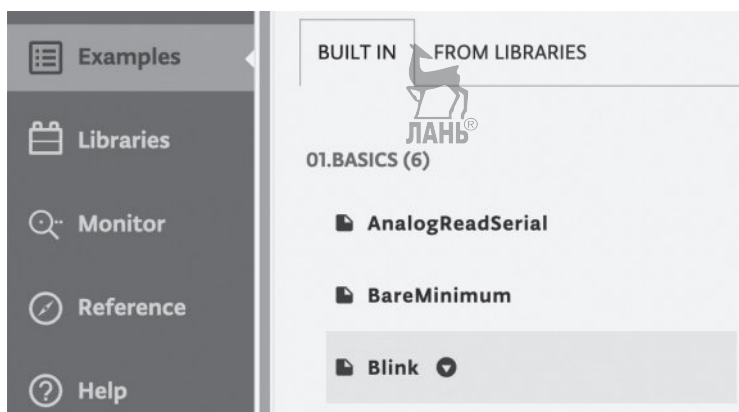 Examples
Libraries
Monitor
Reference
Help
BUILT IN
FROM LIBRARIES
ЛАНЬ®
01.BASICS (6)
AnalogReadSerial
BareMinimum
Blink